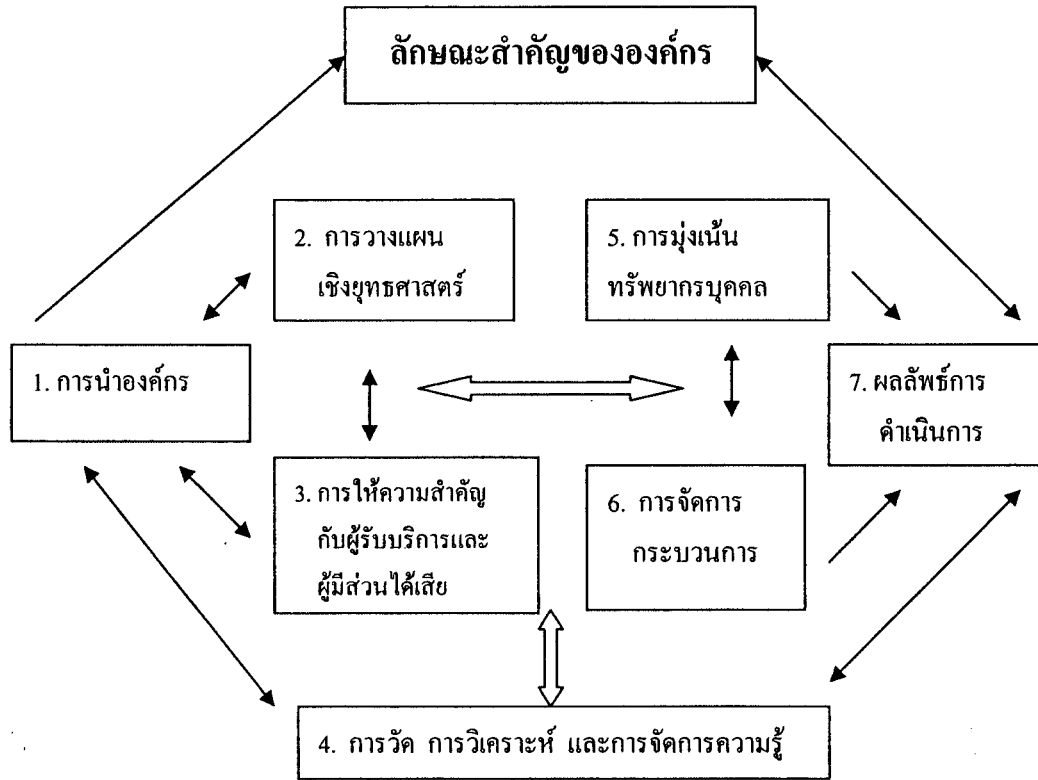 ลักษณะสำคัญขององค์กร
2. การวางแผน
เชิงยุทธศาสตร์
5. การมุ่งเน้น
ทรัพยากรบุคคล
1. การนำองค์กร
7. ผลลัพธ์การ
ดำเนินการ
3. การให้ความสำคัญ
กับผู้รับบริการและ
ผู้มีส่วนได้เสีย
6. การจัดการ
กระบวนการ
4. การวัด การวิเคราะห์ และการจัดการความรู้